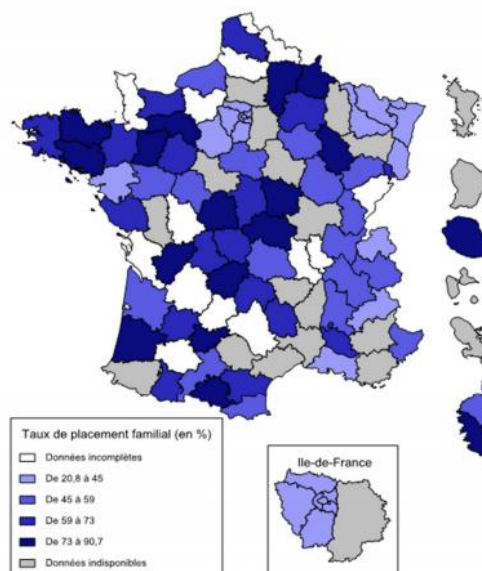 Taux de placement familial (en %)
Données incomplètes
De 20,8 à 45
De 45 à 59
De 59 à 73
De 73 à 90,7
Données indisponibles
Ile-de-France